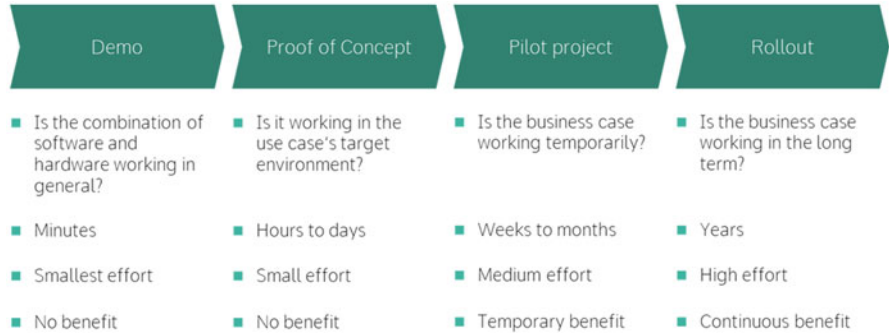 Demo
Proof of Concept
Pilot project
Rollout
Is the combination of
software and
hardware working in
general?
Is it working in the
use case's target
environment?
Is the business case
working temporarily?
Is the business case
working in the long
term?
Minutes
Hours to days
Weeks to months
Years
Smallest effort
Small effort
Medium effort
High effort
No benefit
No benefit
Temporary benefit
Continuous benefit